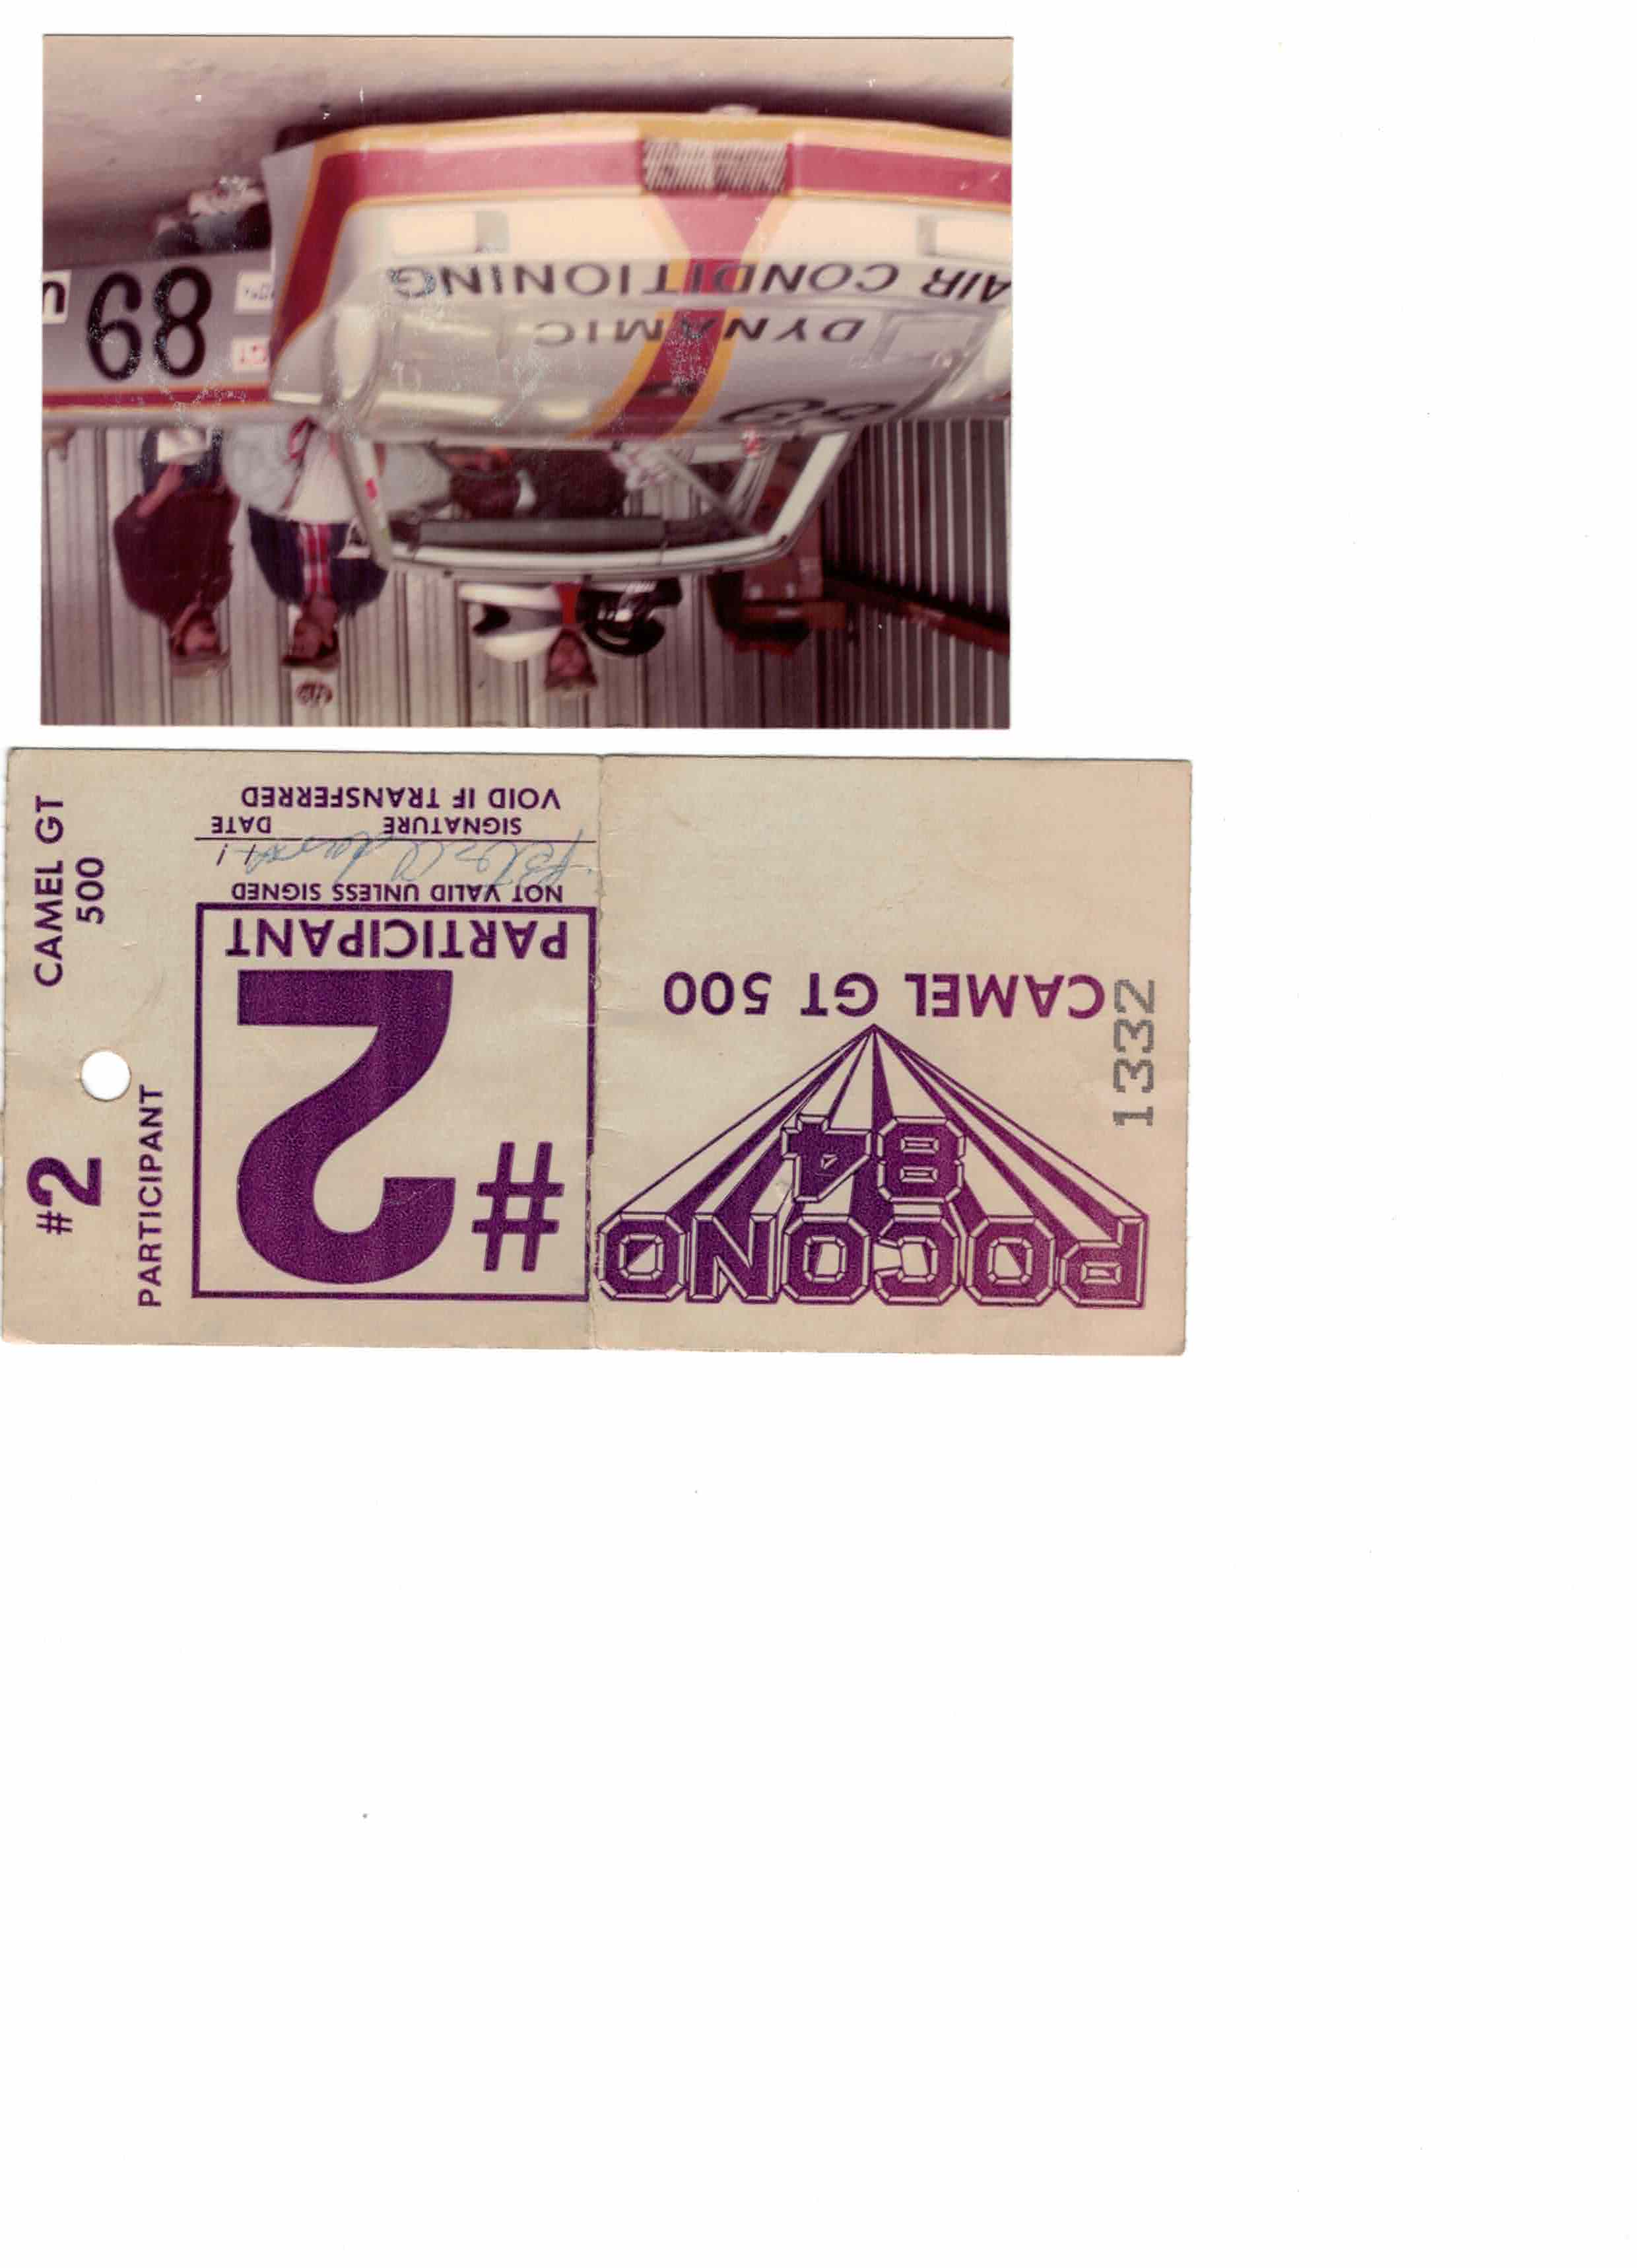 POCONO
84
CAMEL GT 500
1332
#2
PARTICIPANT
NOT VALID UNLESS SIGNED
SIGNATURE DATE
VOID IF TRANSFERRED
#2 CAMEL GT
PARTICIPANT 500
DYNAMIC
AIR CONDITIONING
89
GT